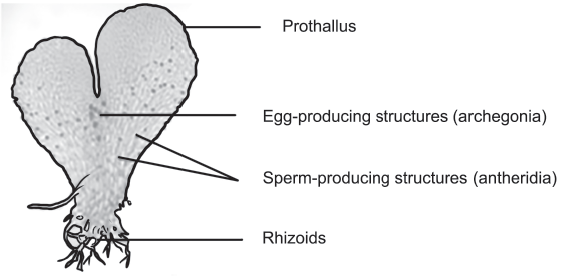 Prothallus
Egg-producing structures (archegonia)
Sperm-producing structures (antheridia)
Rhizoids